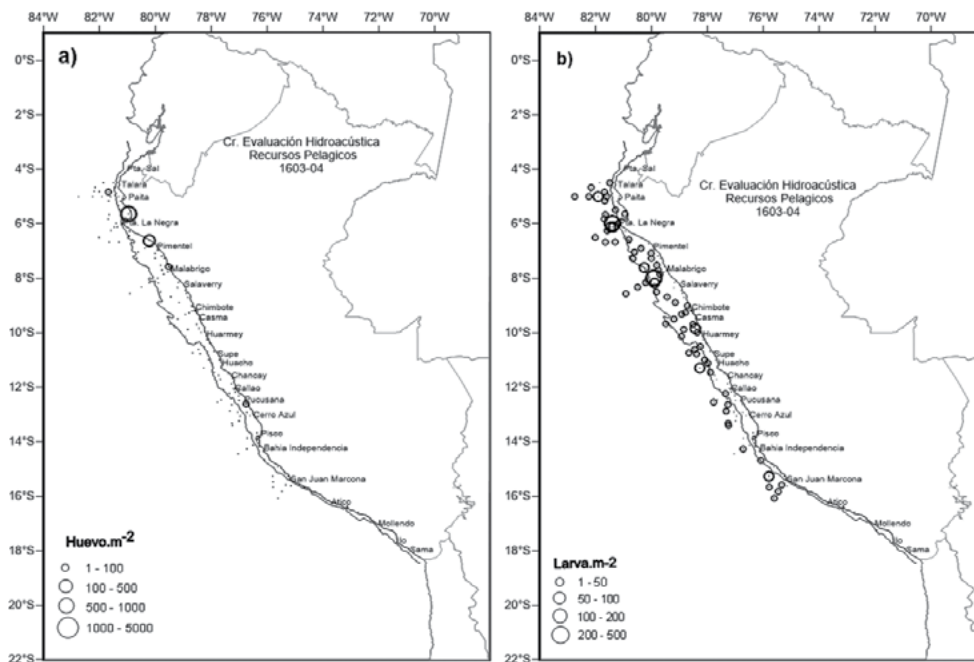 84°W 82°W 80°W 78°W 76°W 74°W 72°W 70°W
0°S
2°S
4°S
6°S
8°S
10°S
12°S
14°S
16°S
18°S
20°S
22°S
a)
Cr. Evaluación Hidroacústica
Recursos Pelagicos
1603-04
Pta. Sal
Talara
Paita
Pta. La Negra
Pimentel
Malabrigo
Salaverry
Chimbote
Casma
Huarmey
Supe
Huacho
Chancay
Callao
Pucusana
Cerro Azul
Pisco
Bahia Independencia
San Juan Marcona
Atico
Mollendo
Ilo
Sama
Huevo.m-2
1 - 100
100 - 500
500 - 1000
1000 - 5000
84°W 82°W 80°W 78°W 76°W 74°W 72°W 70°W
0°S
2°S
4°S
6°S
8°S
10°S
12°S
14°S
16°S
18°S
20°S
22°S
b)
Cr. Evaluación Hidroacústica
Recursos Pelagicos
1603-04
Pta. Sal
Talara
Paita
Pta. La Negra
Pimentel
Malabrigo
Salaverry
Chimbote
Casma
Huarmey
Supe
Huacho
Chancay
Callao
Pucusana
Cerro Azul
Pisco
Bahia Independencia
San Juan Marcona
Atico
Mollendo
Ilo
Sama
Larva.m-2
1 - 50
50 - 100
100 - 200
200 - 500